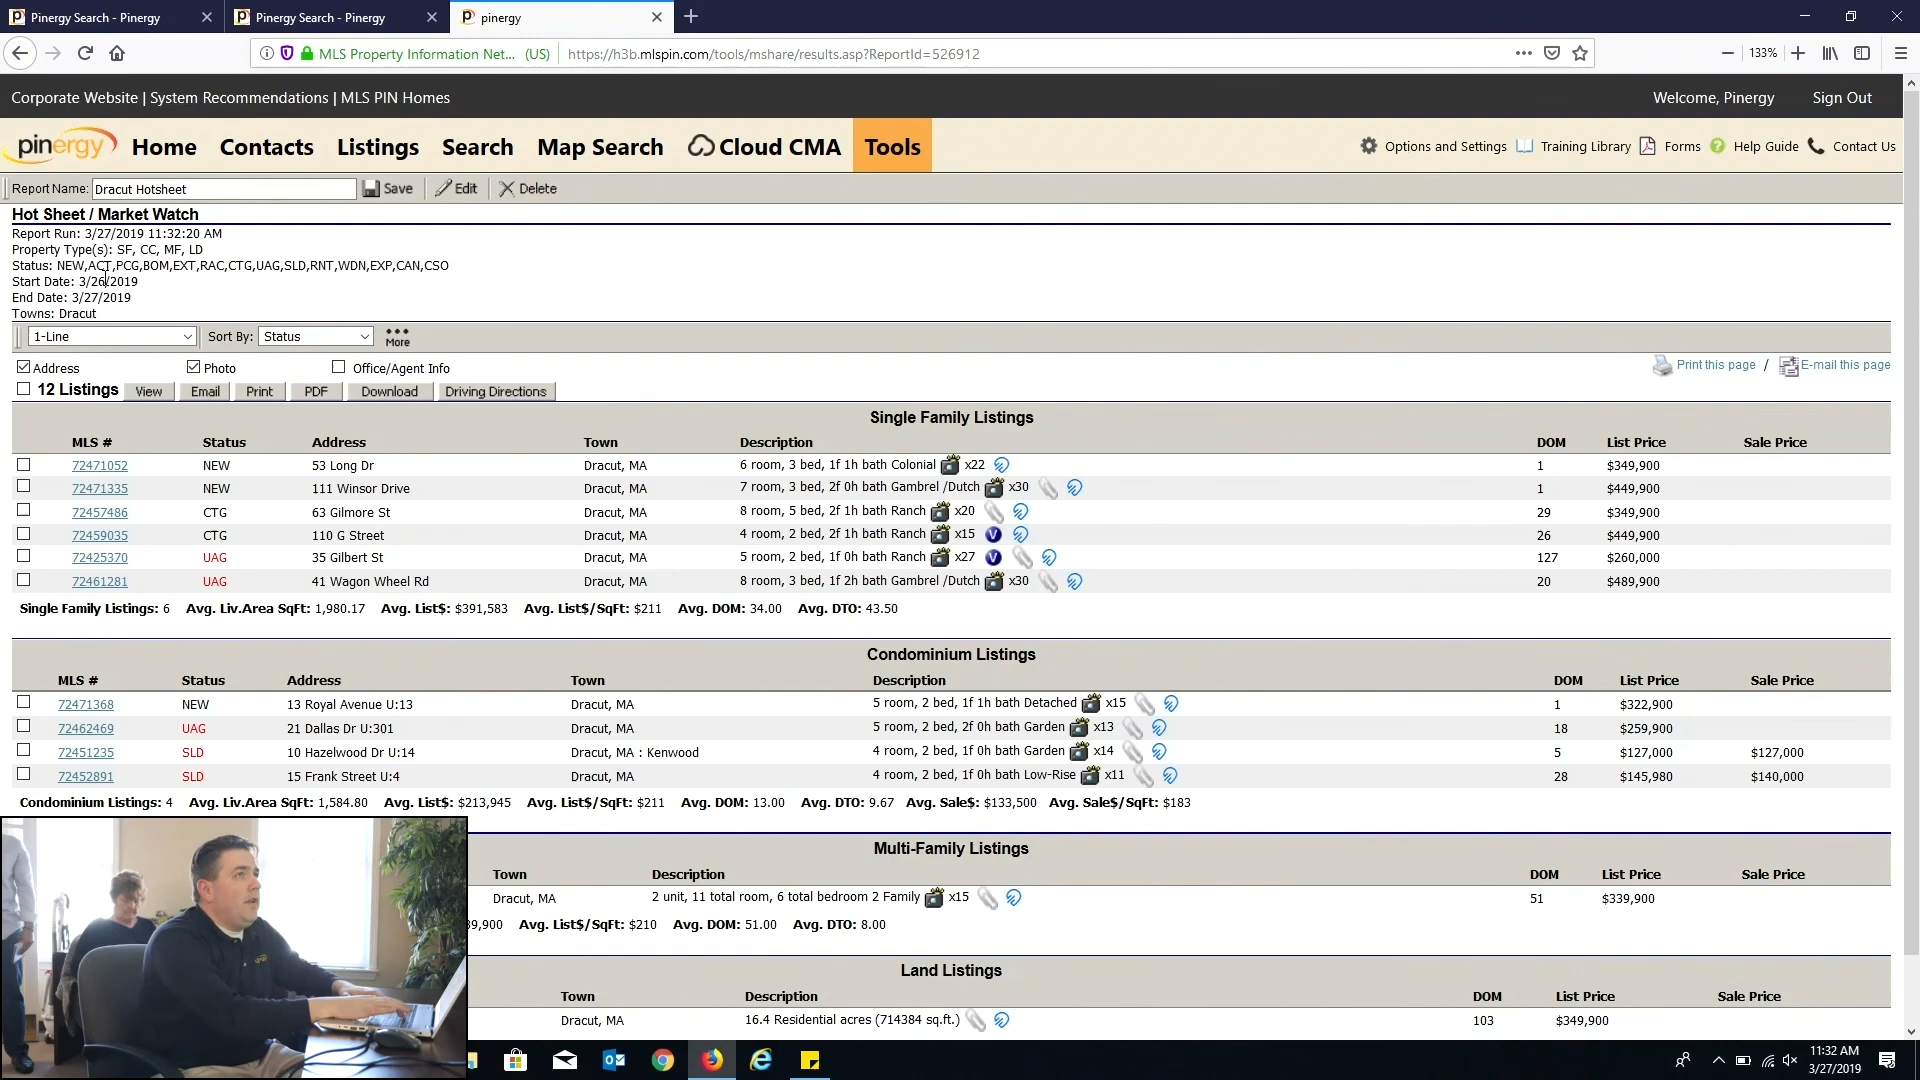 Pinergy Search - Pinergy
Pinergy Search - Pinergy
pinergy
MLS Property Information Net... (US) https://h3b.mlspin.com/tools/mshare/results.asp?ReportId=526912 133%
Corporate Website | System Recommendations | MLS PIN Homes Welcome, Pinergy Sign Out
pinergy Home Contacts Listings Search Map Search Cloud CMA Tools Options and Settings Training Library Forms Help Guide Contact Us
Report Name: Dracut Hotsheet Save Edit Delete
Hot Sheet / Market Watch
Report Run: 3/27/2019 11:32:20 AM
Property Type(s): SF, CC, MF, LD
Status: NEW,ACT,PCG,BOM,EXT,RAC,CTG,UAG,SLD,RNT,WDN,EXP,CAN,CSO
Start Date: 3/26/2019
End Date: 3/27/2019
Towns: Dracut
1-Line Sort By: Status More
Address Photo Office/Agent Info Print this page / E-mail this page
12 Listings View Email Print PDF Download Driving Directions
Single Family Listings
MLS # Status Address Town Description DOM List Price Sale Price
72471052 NEW 53 Long Dr Dracut, MA 6 room, 3 bed, 1f 1h bath Colonial x22 1 $349,900
72471335 NEW 111 Winsor Drive Dracut, MA 7 room, 3 bed, 2f 0h bath Gambrel /Dutch x30 1 $449,900
72457486 CTG 63 Gilmore St Dracut, MA 8 room, 5 bed, 2f 1h bath Ranch x20 29 $349,900
72459035 CTG 110 G Street Dracut, MA 4 room, 2 bed, 2f 1h bath Ranch x15 V 26 $449,900
72425370 UAG 35 Gilbert St Dracut, MA 5 room, 2 bed, 1f 0h bath Ranch x27 V 127 $260,000
72461281 UAG 41 Wagon Wheel Rd Dracut, MA 8 room, 3 bed, 1f 2h bath Gambrel /Dutch x30 20 $489,900
Single Family Listings: 6 Avg. Liv.Area SqFt: 1,980.17 Avg. List$: $391,583 Avg. List$/SqFt: $211 Avg. DOM: 34.00 Avg. DTO: 43.50
Condominium Listings
MLS # Status Address Town Description DOM List Price Sale Price
72471368 NEW 13 Royal Avenue U:13 Dracut, MA 5 room, 2 bed, 1f 1h bath Detached x15 1 $322,900
72462469 UAG 21 Dallas Dr U:301 Dracut, MA 5 room, 2 bed, 2f 0h bath Garden x13 18 $259,900
72451235 SLD 10 Hazelwood Dr U:14 Dracut, MA : Kenwood 4 room, 2 bed, 1f 0h bath Garden x14 5 $127,000 $127,000
72452891 SLD 15 Frank Street U:4 Dracut, MA 4 room, 2 bed, 1f 0h bath Low-Rise x11 28 $145,980 $140,000
Condominium Listings: 4 Avg. Liv.Area SqFt: 1,584.80 Avg. List$: $213,945 Avg. List$/SqFt: $211 Avg. DOM: 13.00 Avg. DTO: 9.67 Avg. Sale$: $133,500 Avg. Sale$/SqFt: $183
Multi-Family Listings
Town Description DOM List Price Sale Price
Dracut, MA 2 unit, 11 total room, 6 total bedroom 2 Family x15 51 $339,900
39,900 Avg. List$/SqFt: $210 Avg. DOM: 51.00 Avg. DTO: 8.00
Land Listings
Town Description DOM List Price Sale Price
Dracut, MA 16.4 Residential acres (714384 sq.ft.) 103 $349,900
11:32 AM
3/27/2019